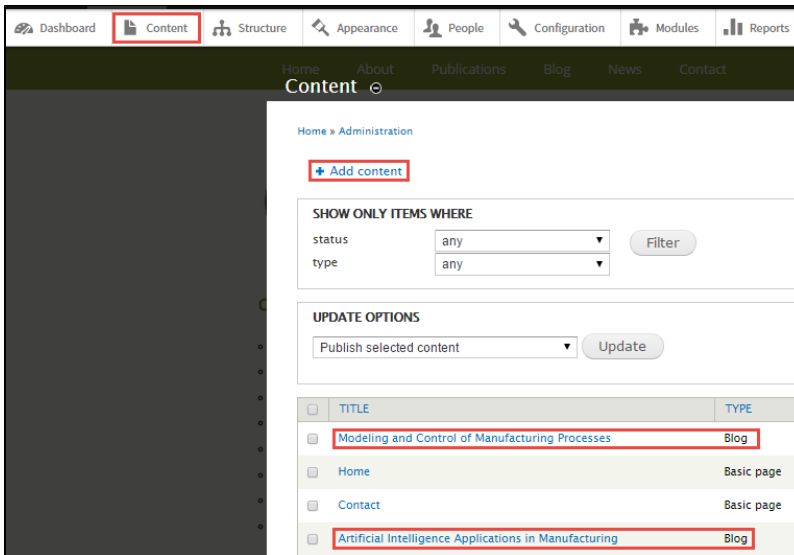 Dashboard Content Structure Appearance People Configuration Modules Reports
Home About Publications Blog News Contact
Content
Home » Administration
+ Add content
SHOW ONLY ITEMS WHERE
status any Filter
type any
UPDATE OPTIONS
Publish selected content Update
TITLE TYPE
Modeling and Control of Manufacturing Processes Blog
Home Basic page
Contact Basic page
Artificial Intelligence Applications in Manufacturing Blog